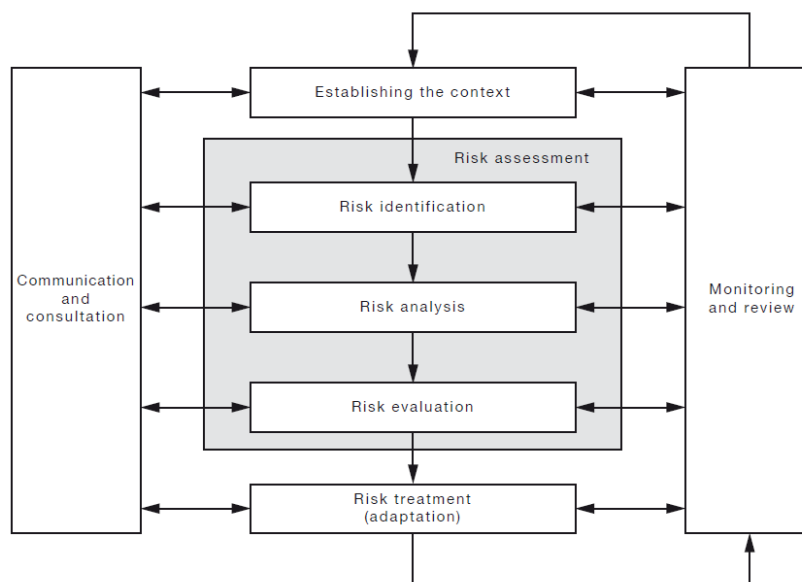 Establishing the context
Risk assessment
Risk identification
Communication
and
consultation
Risk analysis
Monitoring
and review
Risk evaluation
Risk treatment
(adaptation)